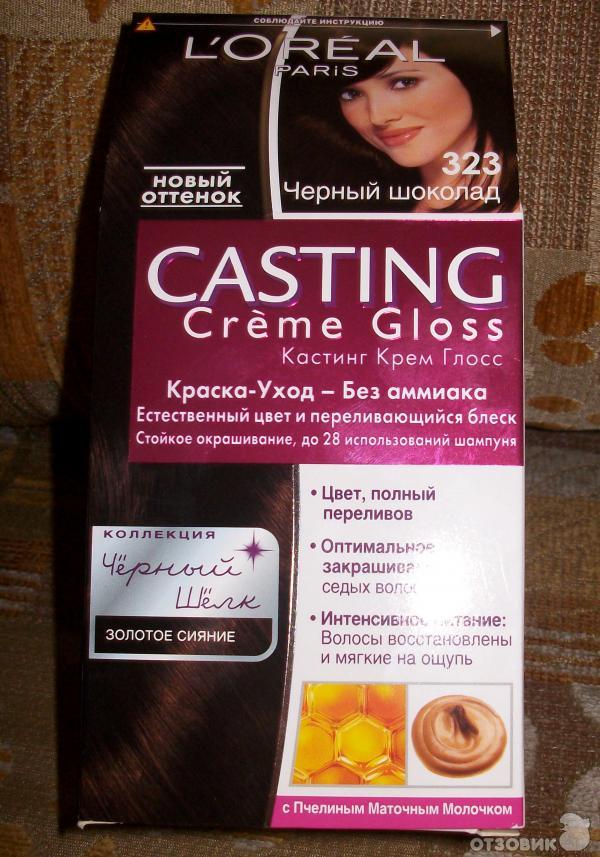 СОБЛЮДАЙТЕ ИНСТРУКЦИЮ
L'ORÉAL
PARIS
323
Черный шоколад
НОВЫЙ
ОТТЕНОК
CASTING
Crème Gloss
Кастинг Крем Глосс
Краска-Уход – Без аммиака
Естественный цвет и переливающийся блеск
Стойкое окрашивание, до 28 использований шампуня
• Цвет, полный
переливов
• Оптимальное
седых
• Интенсивное питание:
Волосы восстановлены
и мягкие на ощупь
КОЛЛЕКЦИЯ
Чёрный
Шёлк
ЗОЛОТОЕ СИЯНИЕ
с Пчелиным Маточным Молочком
ОТЗОВИК